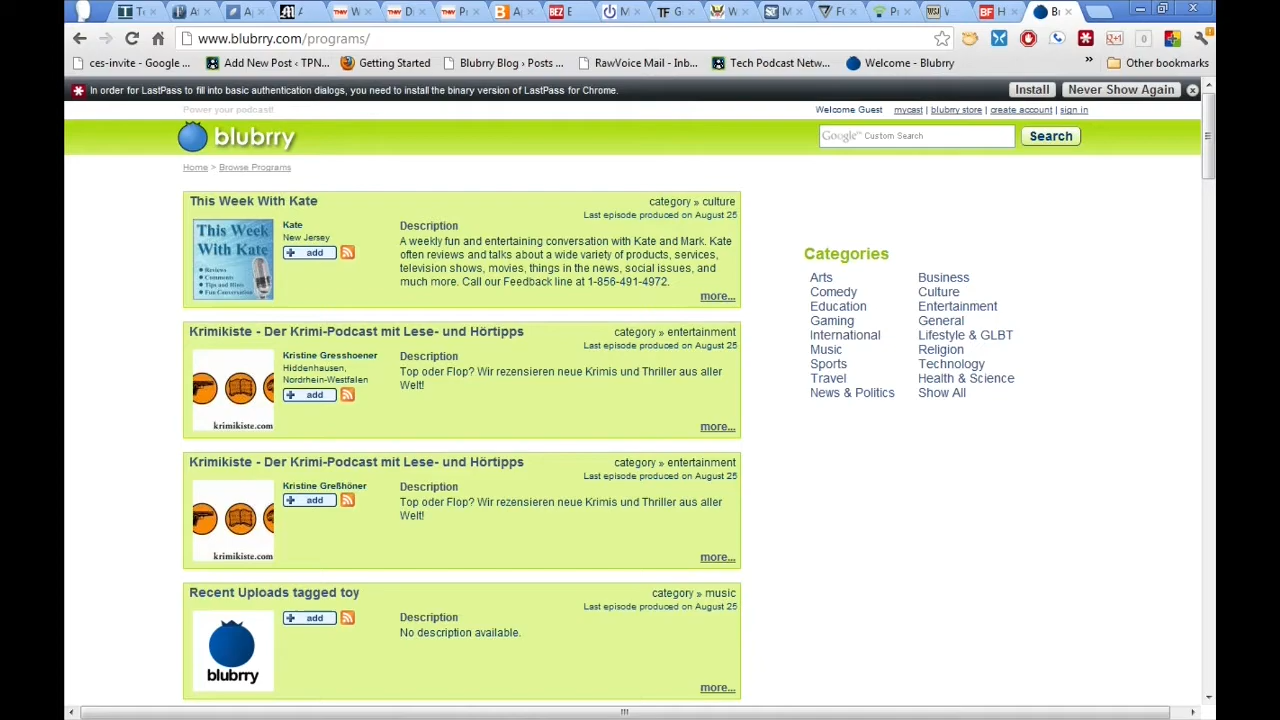 www.blubrry.com/programs/
ces-invite - Google ...
Add New Post ‹ TPN...
Getting Started
Blubrry Blog › Posts ...
RawVoice Mail - Inb...
Tech Podcast Netw...
Welcome - Blubrry
»
Other bookmarks
In order for LastPass to fill into basic authentication dialogs, you need to install the binary version of LastPass for Chrome.
Install
Never Show Again
Power your podcast!
Welcome Guest mycast | blubrry store | create account | sign in
blubrry
Google™ Custom Search
Search
Home > Browse Programs
This Week With Kate
category » culture
Last episode produced on August 25
This Week
With Kate
• Reviews
• Comments
• Tips and Hints
• Fun Conversation
Kate
New Jersey
+ add
Description
A weekly fun and entertaining conversation with Kate and Mark. Kate
often reviews and talks about a wide variety of products, services,
television shows, movies, things in the news, social issues, and
much more. Call our Feedback line at 1-856-491-4972.
more...
Krimikiste - Der Krimi-Podcast mit Lese- und Hörtipps
category » entertainment
Last episode produced on August 25
krimikiste.com
Kristine Gresshoener
Hiddenhausen,
Nordrhein-Westfalen
+ add
Description
Top oder Flop? Wir rezensieren neue Krimis und Thriller aus aller
Welt!
more...
Krimikiste - Der Krimi-Podcast mit Lese- und Hörtipps
category » entertainment
Last episode produced on August 25
krimikiste.com
Kristine Greßhöner
+ add
Description
Top oder Flop? Wir rezensieren neue Krimis und Thriller aus aller
Welt!
more...
Recent Uploads tagged toy
category » music
Last episode produced on August 25
blubrry
+ add
Description
No description available.
more...
Categories
Arts Business
Comedy Culture
Education Entertainment
Gaming General
International Lifestyle & GLBT
Music Religion
Sports Technology
Travel Health & Science
News & Politics Show All